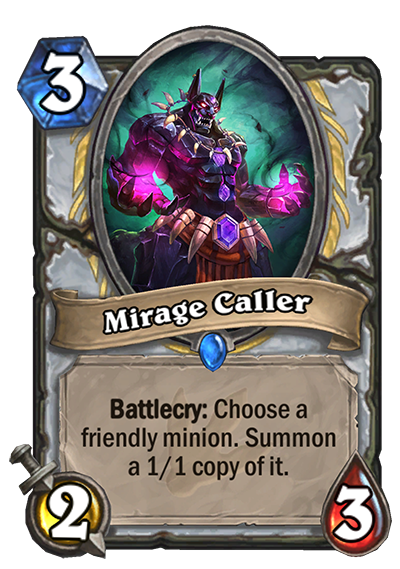 3
Mirage Caller
Battlecry: Choose a
friendly minion. Summon
a 1/1 copy of it.
2
3